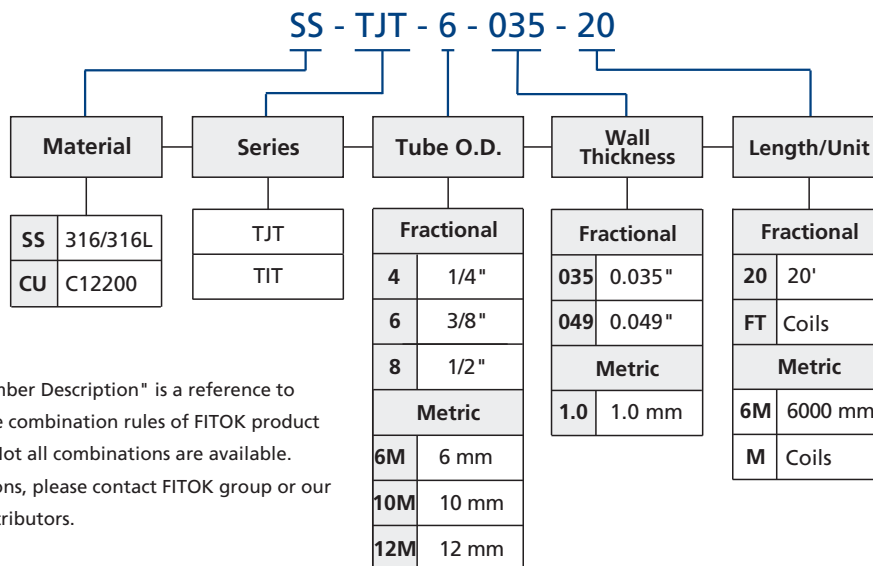 SS - TJT - 6 - 035 - 20
Material
Series
Tube O.D.
Wall
Thickness
Length/Unit
SS 316/316L
CU C12200
TJT
TIT
Fractional
4 1/4"
6 3/8"
8 1/2"
Metric
6M 6 mm
10M 10 mm
12M 12 mm
Fractional
035 0.035"
049 0.049"
Metric
1.0 1.0 mm
Fractional
20 20'
FT Coils
Metric
6M 6000 mm
M Coils
Description" is a reference to
combination rules of FITOK product
all combinations are available.
please contact FITOK group or our